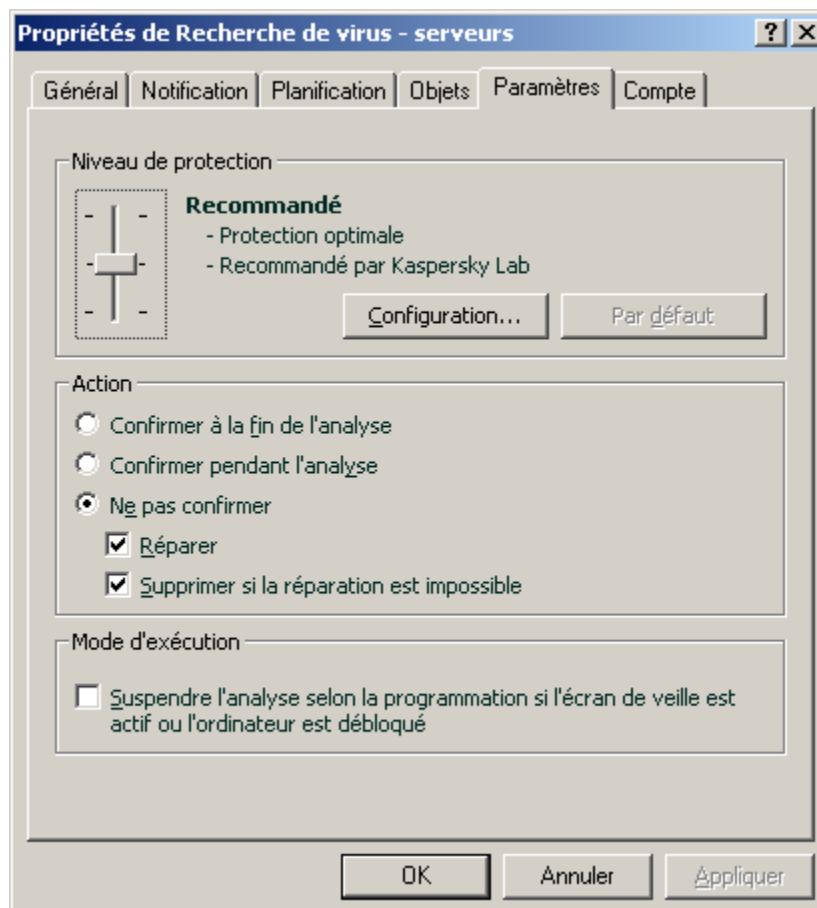 Propriétés de Recherche de virus - serveurs
Général Notification Planification Objets Paramètres Compte
Niveau de protection
Recommandé
- Protection optimale
- Recommandé par Kaspersky Lab
Configuration... Par défaut
Action
Confirmer à la fin de l'analyse
Confirmer pendant l'analyse
Ne pas confirmer
Réparer
Supprimer si la réparation est impossible
Mode d'exécution
Suspendre l'analyse selon la programmation si l'écran de veille est
actif ou l'ordinateur est débloqué
OK Annuler Appliquer